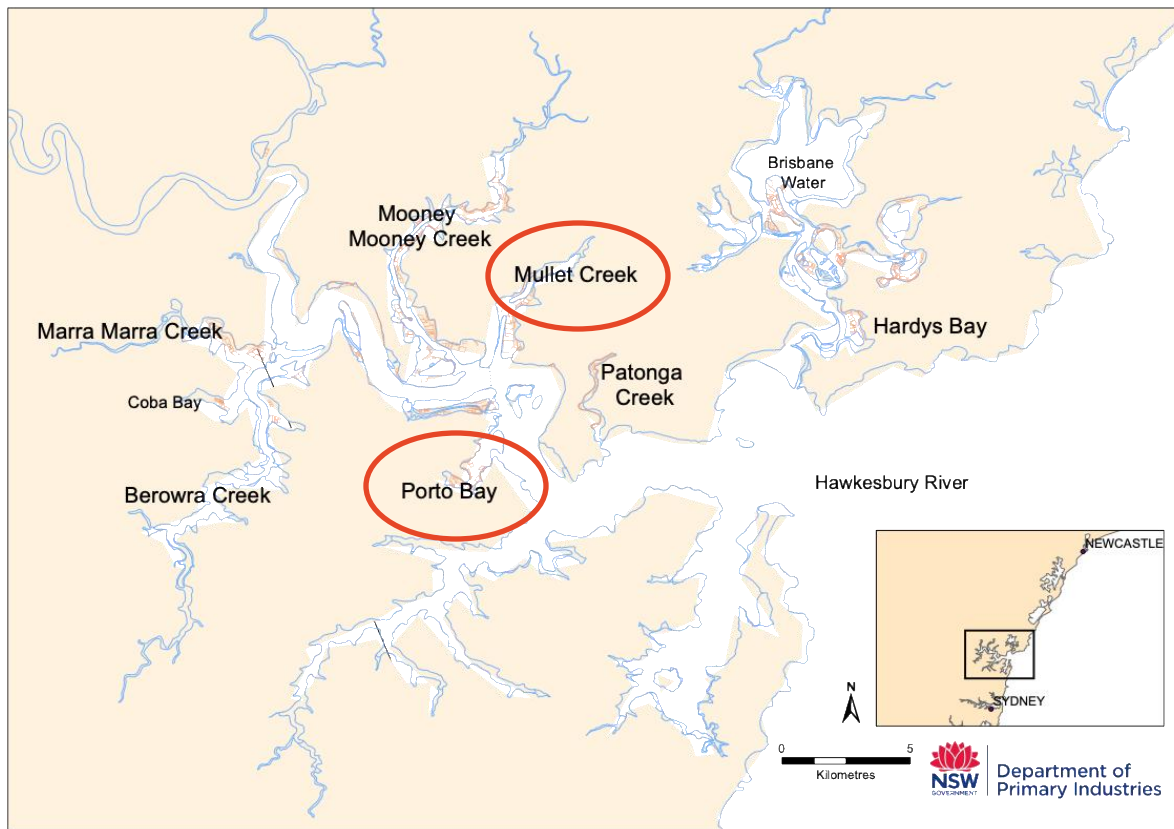 Brisbane
Water
Mooney
Mooney Creek
Mullet Creek
Marra Marra Creek
Hardys Bay
Patonga
Creek
Coba Bay
Porto Bay
Berowra Creek
Hawkesbury River
NEWCASTLE
SYDNEY
N
0 5
Kilometres
NSW
GOVERNMENT
Department of
Primary Industries